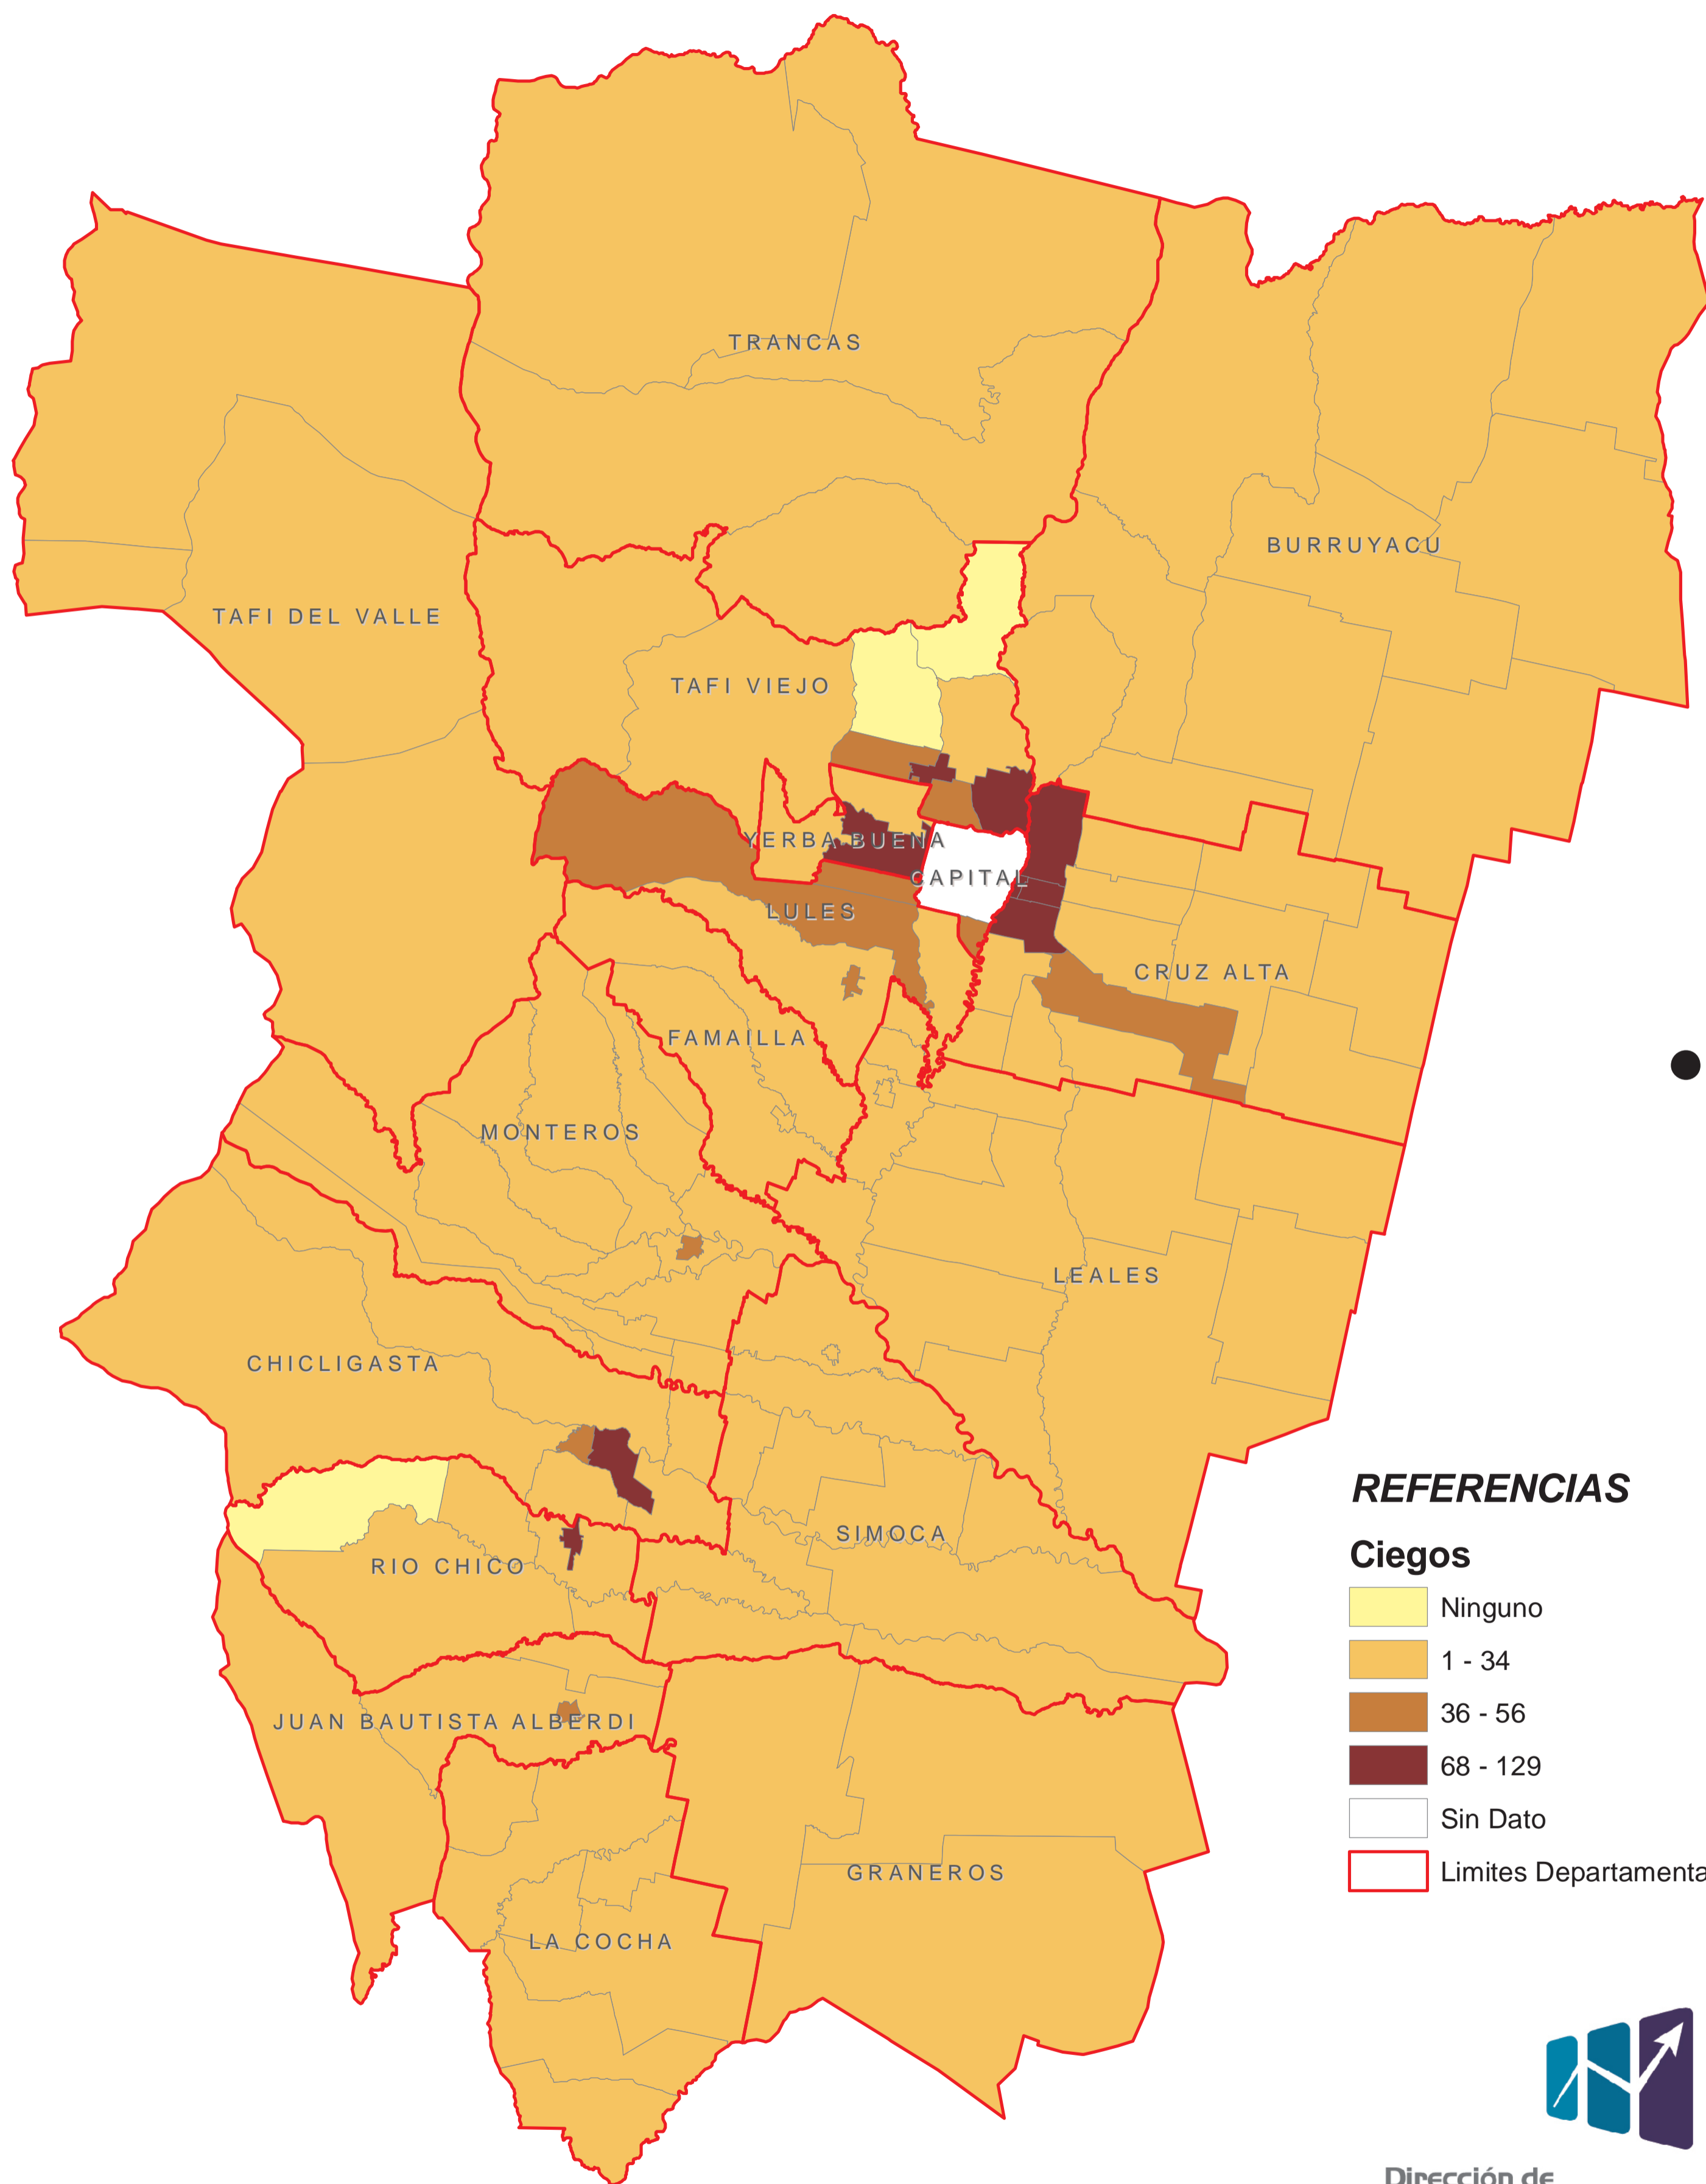 TRANCAS
BURRUYACU
TAFI DEL VALLE
TAFI VIEJO
YERBA BUENA
CAPITAL
LULES
CRUZ ALTA
FAMAILLA
MONTEROS
LEALES
CHICLIGASTA
REFERENCIAS
SIMOCA
Ciegos
RIO CHICO
Ninguno
1 - 34
36 - 56
JUAN BAUTISTA ALBERDI
68 - 129
Sin Dato
GRANEROS
Limites Departamenta
LA COCHA
Dirección de